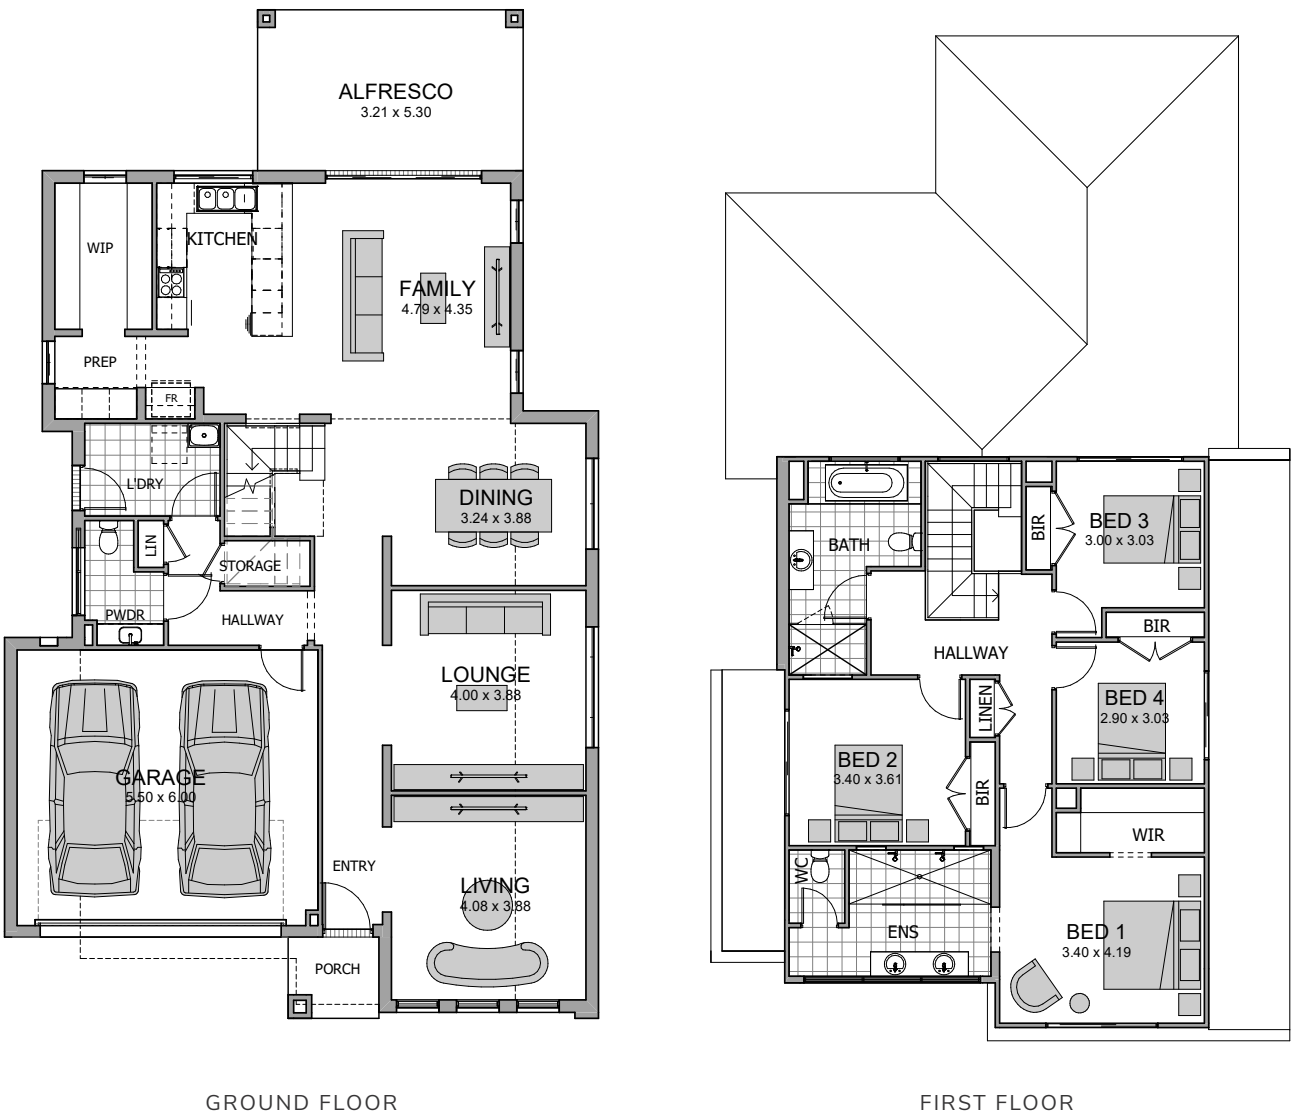 ALFRESCO
3.21 x 5.30
WIP
KITCHEN
FAMILY
4.79 x 4.35
PREP
FR
L'DRY
DINING
3.24 x 3.88
LIN
STORAGE
PWDR
HALLWAY
LOUNGE
4.00 x 3.88
GARAGE
5.50 x 6.00
ENTRY
LIVING
4.08 x 3.88
PORCH
GROUND FLOOR
BED 3
3.00 x 3.03
BIR
BATH
BIR
HALLWAY
LINEN
BED 4
2.90 x 3.03
BED 2
3.40 x 3.61
BIR
WIR
WC
ENS
BED 1
3.40 x 4.19
FIRST FLOOR